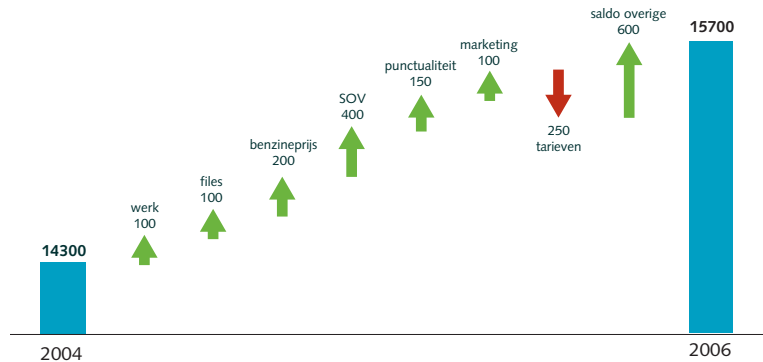 saldo overige
600
15700
marketing
100
punctualiteit
150
SOV
400
benzineprijs
200
250
tarieven
files
100
werk
100
14300
2004
2006